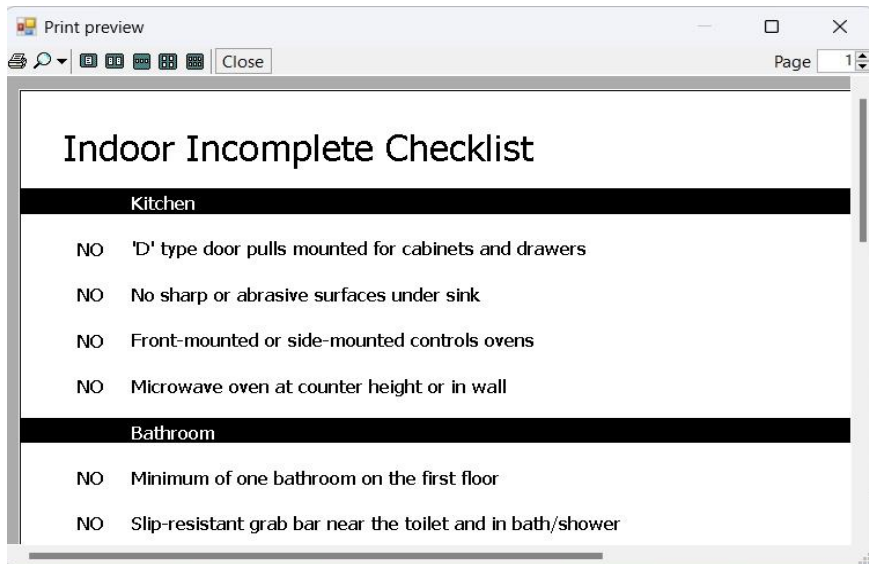 Print preview
Close
Page 1
Indoor Incomplete Checklist
Kitchen
NO 'D' type door pulls mounted for cabinets and drawers
NO No sharp or abrasive surfaces under sink
NO Front-mounted or side-mounted controls ovens
NO Microwave oven at counter height or in wall
Bathroom
NO Minimum of one bathroom on the first floor
NO Slip-resistant grab bar near the toilet and in bath/shower